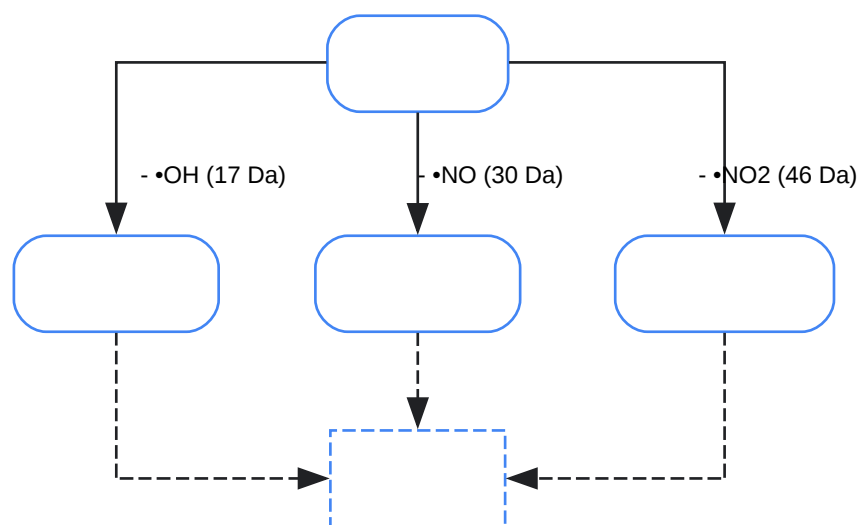 - •OH (17 Da)
- •NO (30 Da)
- •NO2 (46 Da)